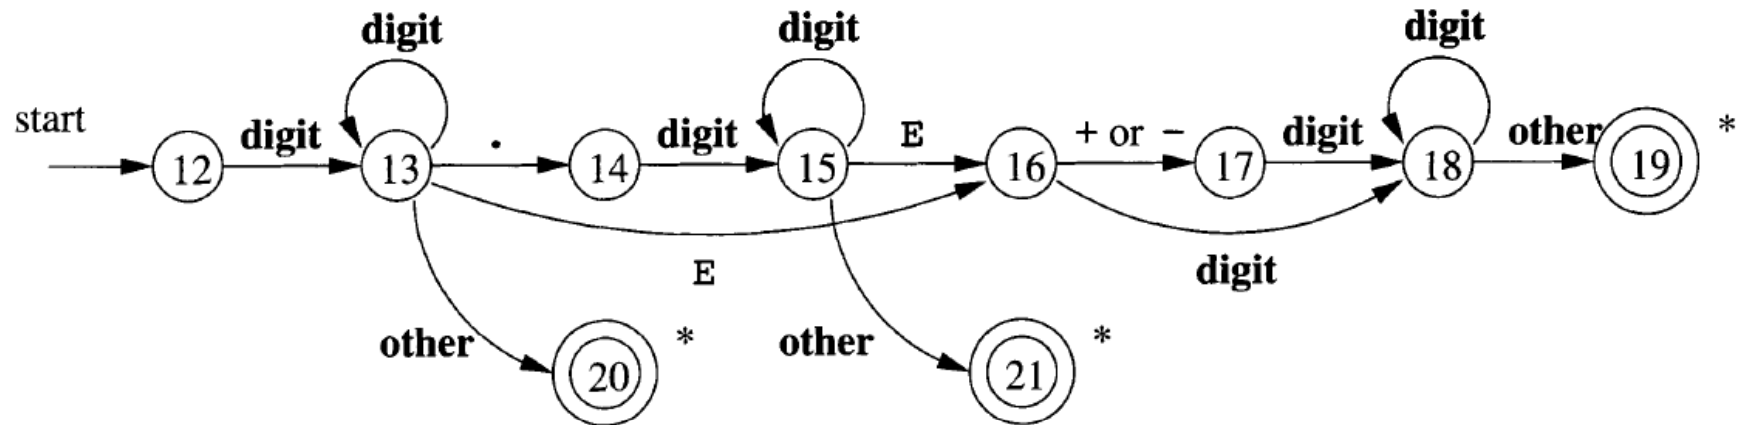 digit digit digit
start digit . digit E + or - digit other *
12 13 14 15 16 17 18 19
E digit
other * other *
20 21